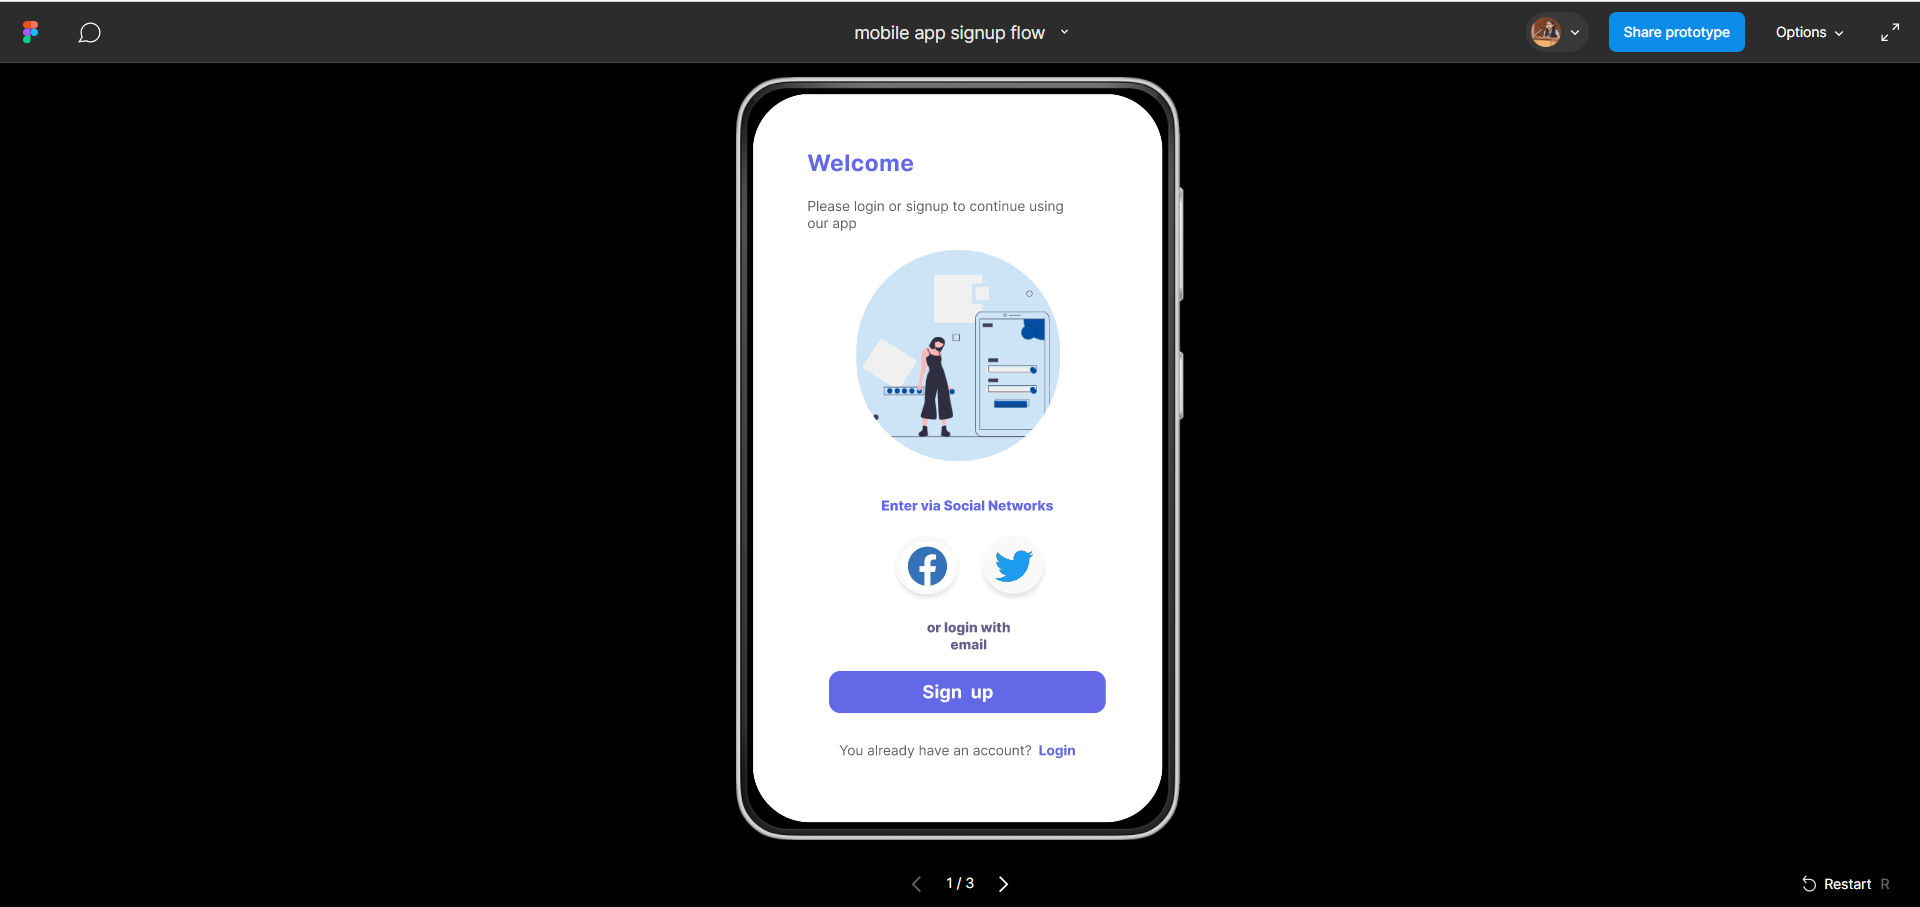 mobile app signup flow
Share prototype
Options
Welcome
Please login or signup to continue using
our app
Enter via Social Networks
or login with
email
Sign up
You already have an account? Login
1 / 3
Restart R